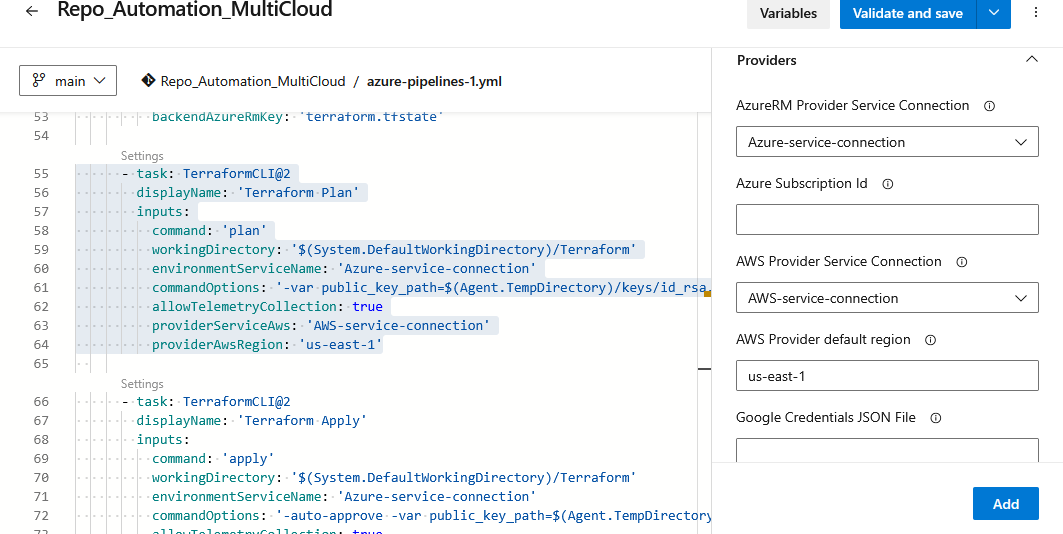 ← Repo_Automation_MultiCloud
Variables
Validate and save
main
Repo_Automation_MultiCloud / azure-pipelines-1.yml
53 backendAzureRmKey: 'terraform.tfstate'
54
Settings
55 - task: TerraformCLI@2
56 displayName: 'Terraform Plan'
57 inputs:
58 command: 'plan'
59 workingDirectory: '$(System.DefaultWorkingDirectory)/Terraform'
60 environmentServiceName: 'Azure-service-connection'
61 commandOptions: '-var public_key_path=$(Agent.TempDirectory)/keys/id_rsa.
62 allowTelemetryCollection: true
63 providerServiceAws: 'AWS-service-connection'
64 providerAwsRegion: 'us-east-1'
65
Settings
66 - task: TerraformCLI@2
67 displayName: 'Terraform Apply'
68 inputs:
69 command: 'apply'
70 workingDirectory: '$(System.DefaultWorkingDirectory)/Terraform'
71 environmentServiceName: 'Azure-service-connection'
72 commandOptions: '-auto-approve -var public_key_path=$(Agent.TempDirectory
73 allowTelemetryCollection: true
Providers
AzureRM Provider Service Connection
Azure-service-connection
Azure Subscription Id
AWS Provider Service Connection
AWS-service-connection
AWS Provider default region
us-east-1
Google Credentials JSON File
Add